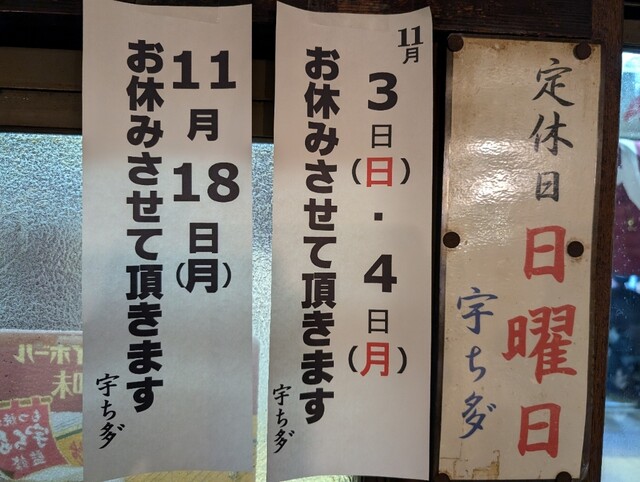 定休日
日曜日
宇ち多゛
11月
3日(日)・4日(月)
お休みさせて頂きます
宇ち多゛
11月18日(月)
お休みさせて頂きます
宇ち多゛